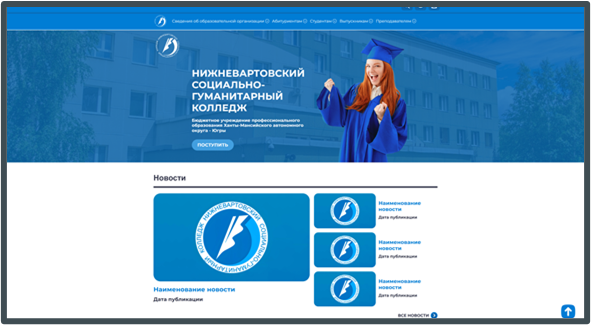 Сведения об образовательной организации Абитуриентам Студентам Выпускникам Преподавателям
НИЖНЕВАРТОВСКИЙ
СОЦИАЛЬНО-
ГУМАНИТАРНЫЙ
КОЛЛЕДЖ
Бюджетное учреждение профессионального
образования Ханты-Мансийского автономного
округа - Югры
ПОСТУПИТЬ
Новости
НИЖНЕВАРТОВСКИЙ СОЦИАЛЬНО-ГУМАНИТАРНЫЙ КОЛЛЕДЖ
Наименование новости
Дата публикации
Наименование
новости
Дата публикации
Наименование
новости
Дата публикации
Наименование
новости
Дата публикации
ВСЕ НОВОСТИ